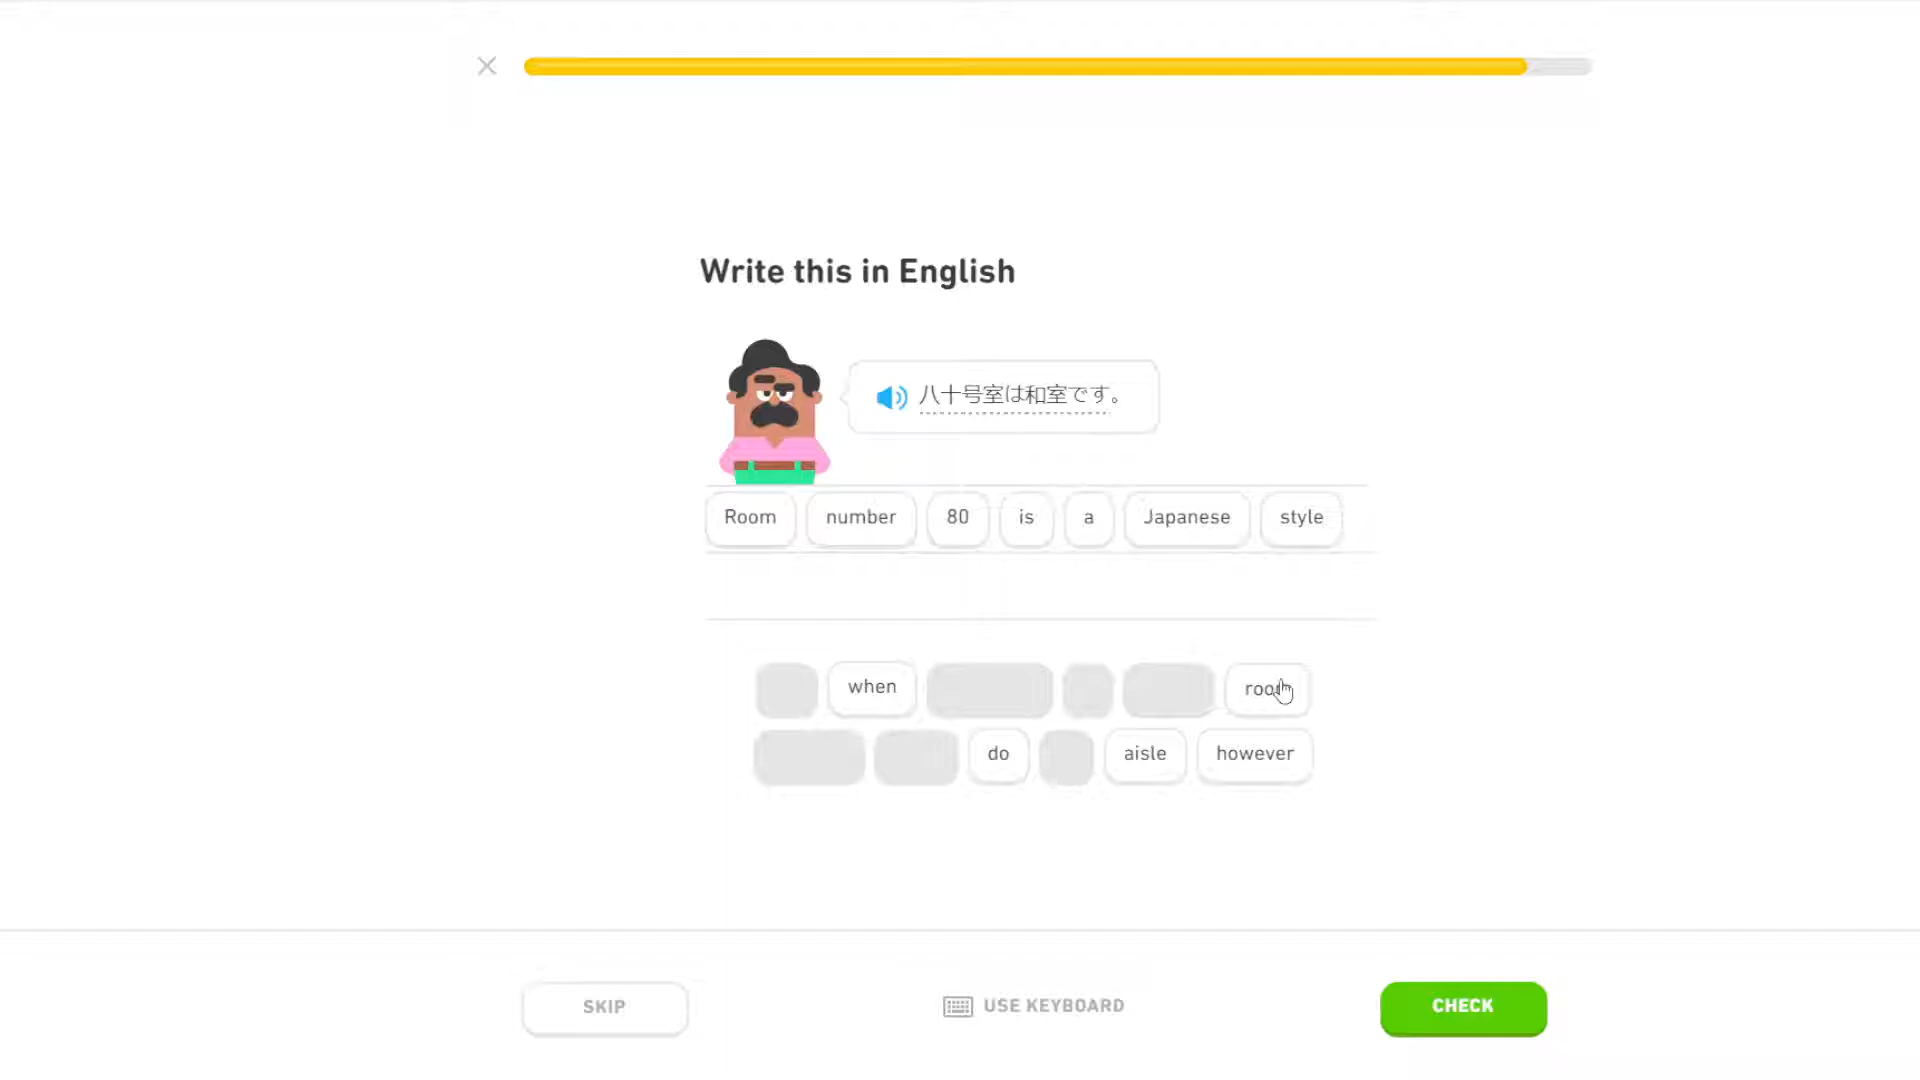 Write this in English
八十号室は和室です。
Room number 80 is a Japanese style
when room
do aisle however
SKIP USE KEYBOARD CHECK